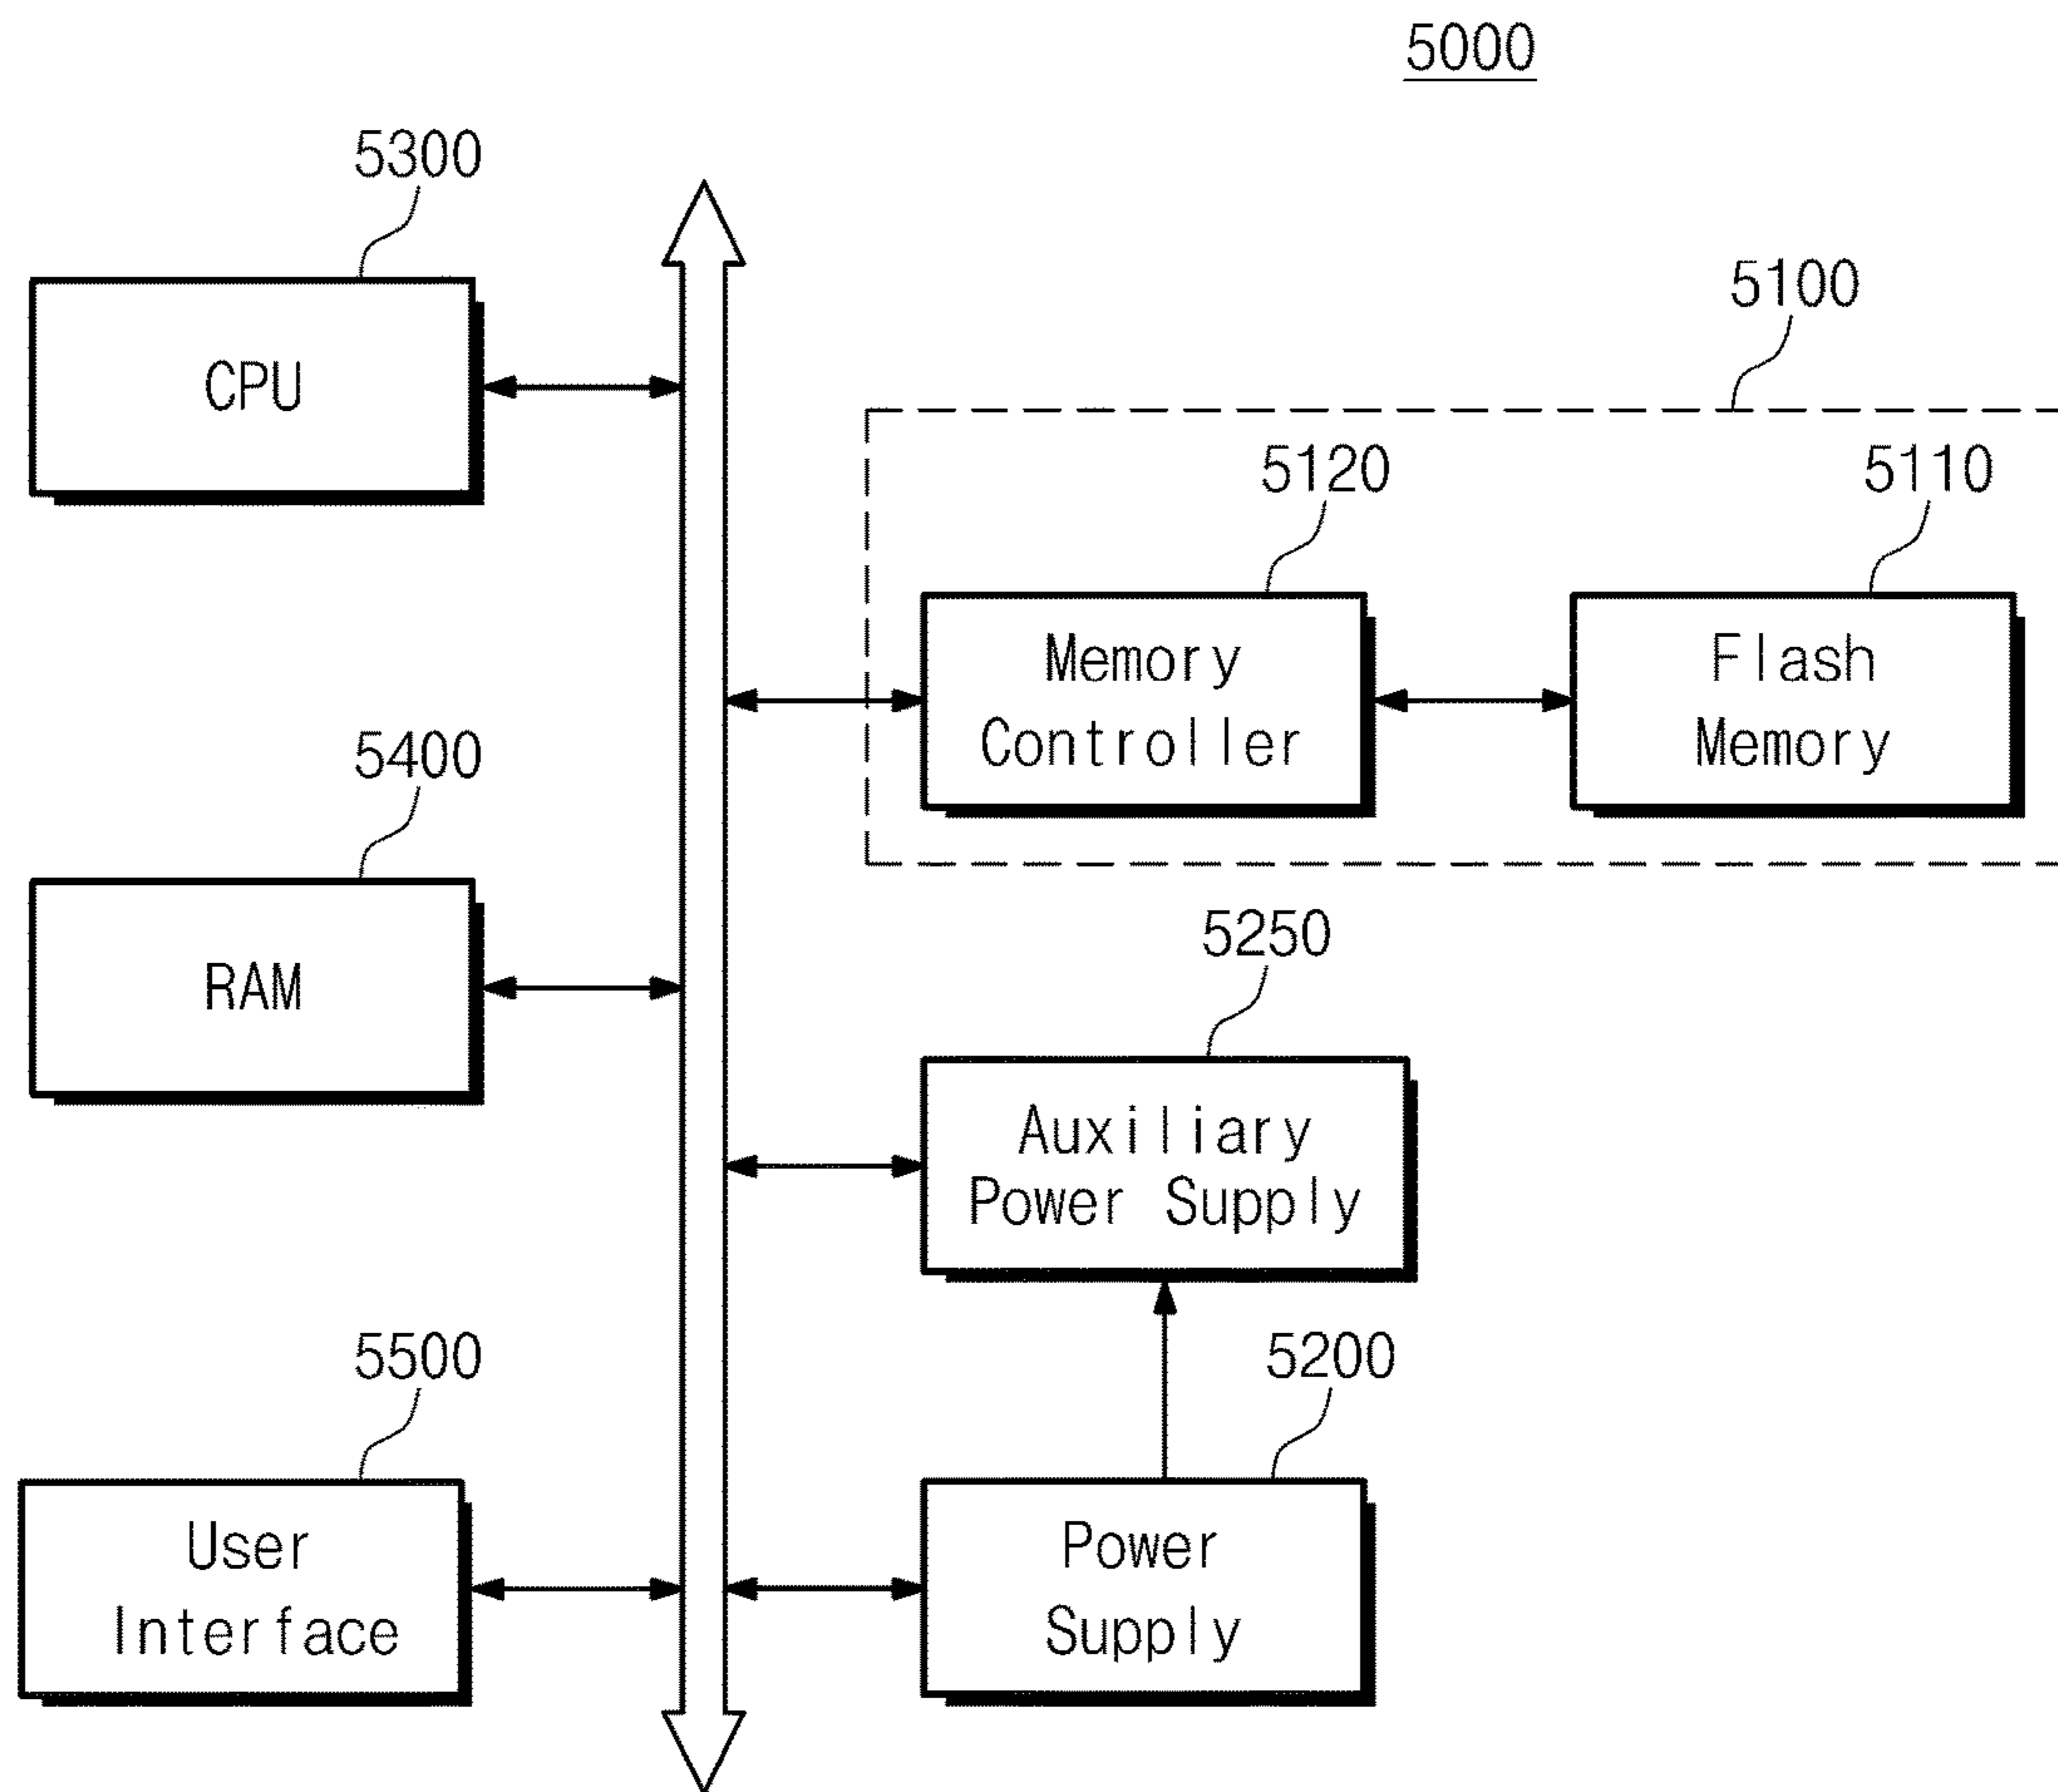 5000
5300
CPU
5100
5120
5110
Memory
Controller
Flash
Memory
5400
RAM
5250
Auxiliary
Power Supply
5500
User
Interface
5200
Power
Supply